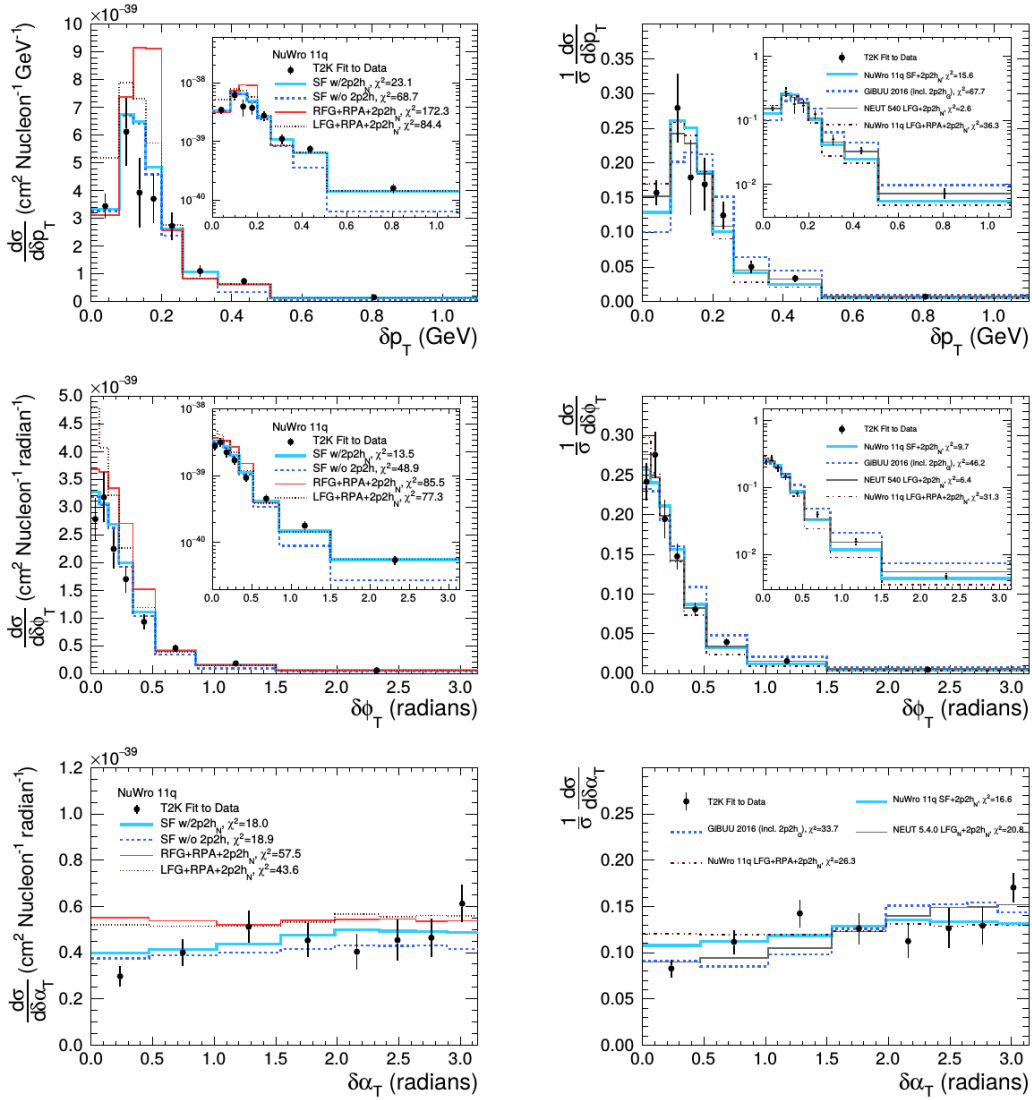 ×10⁻³⁹
dσ/dδp_T (cm² Nucleon⁻¹ GeV⁻¹)
10
9
8
7
6
5
4
3
2
1
0
NuWro 11q
T2K Fit to Data
SF w/2p2h_N, χ²=23.1
SF w/o 2p2h, χ²=68.7
RFG+RPA+2p2h_N, χ²=172.3
LFG+RPA+2p2h_N, χ²=84.4
10⁻³⁸
10⁻³⁹
10⁻⁴⁰
0.0 0.2 0.4 0.6 0.8 1.0
0.0 0.2 0.4 0.6 0.8 1.0
δp_T (GeV)
1/σ dσ/dδp_T
0.35
0.30
0.25
0.20
0.15
0.10
0.05
0.00
T2K Fit to Data
NuWro 11q SF+2p2h_N, χ²=15.6
GiBUU 2016 (incl. 2p2h_G), χ²=67.7
NEUT 540 LFG+2p2h_N, χ²=2.6
NuWro 11q LFG+RPA+2p2h_N, χ²=36.3
10⁻¹
10⁻²
0.0 0.2 0.4 0.6 0.8 1.0
0.0 0.2 0.4 0.6 0.8 1.0
δp_T (GeV)
×10⁻³⁹
dσ/dδϕ_T (cm² Nucleon⁻¹ radian⁻¹)
5.0
4.5
4.0
3.5
3.0
2.5
2.0
1.5
1.0
0.5
0.0
NuWro 11q
T2K Fit to Data
SF w/2p2h_N, χ²=13.5
SF w/o 2p2h, χ²=48.9
RFG+RPA+2p2h_N, χ²=85.5
LFG+RPA+2p2h_N, χ²=77.3
10⁻³⁸
10⁻³⁹
10⁻⁴⁰
0.0 0.5 1.0 1.5 2.0 2.5 3.0
0.0 0.5 1.0 1.5 2.0 2.5 3.0
δϕ_T (radians)
1/σ dσ/dδϕ_T
0.30
0.25
0.20
0.15
0.10
0.05
0.00
T2K Fit to Data
NuWro 11q SF+2p2h_N, χ²=9.7
GiBUU 2016 (incl. 2p2h_G), χ²=46.2
NEUT 540 LFG+2p2h_N, χ²=6.4
NuWro 11q LFG+RPA+2p2h_N, χ²=31.3
10⁻¹
10⁻²
0.0 0.5 1.0 1.5 2.0 2.5 3.0
0.0 0.5 1.0 1.5 2.0 2.5 3.0
δϕ_T (radians)
×10⁻³⁹
dσ/dδα_T (cm² Nucleon⁻¹ radian⁻¹)
1.2
1.0
0.8
0.6
0.4
0.2
0.0
NuWro 11q
T2K Fit to Data
SF w/2p2h_N, χ²=18.0
SF w/o 2p2h, χ²=18.9
RFG+RPA+2p2h_N, χ²=57.5
LFG+RPA+2p2h_N, χ²=43.6
0.0 0.5 1.0 1.5 2.0 2.5 3.0
δα_T (radians)
1/σ dσ/dδα_T
0.25
0.20
0.15
0.10
0.05
0.00
T2K Fit to Data
NuWro 11q SF+2p2h_N, χ²=16.6
GiBUU 2016 (incl. 2p2h_G), χ²=33.7
NEUT 5.4.0 LFG_N+2p2h_N, χ²=20.8
NuWro 11q LFG+RPA+2p2h_N, χ²=26.3
0.0 0.5 1.0 1.5 2.0 2.5 3.0
δα_T (radians)